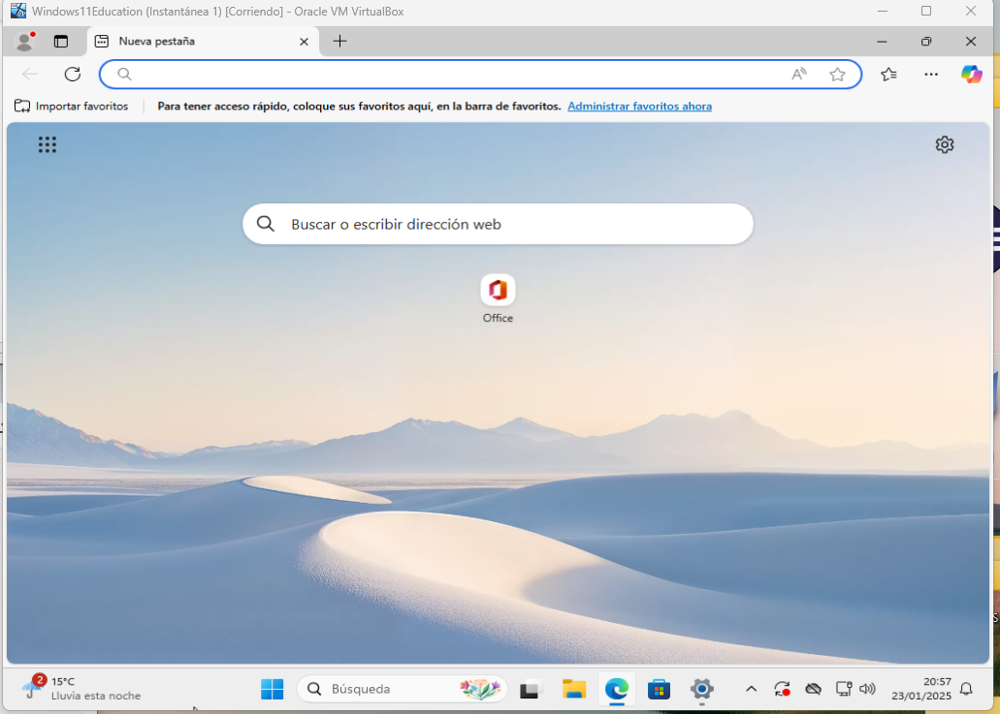 Windows11Education (Instantánea 1) [Corriendo] - Oracle VM VirtualBox
Nueva pestaña
Importar favoritos
Para tener acceso rápido, coloque sus favoritos aquí, en la barra de favoritos. Administrar favoritos ahora
Buscar o escribir dirección web
Office
2
15°C
Lluvia esta noche
Búsqueda
20:57
23/01/2025